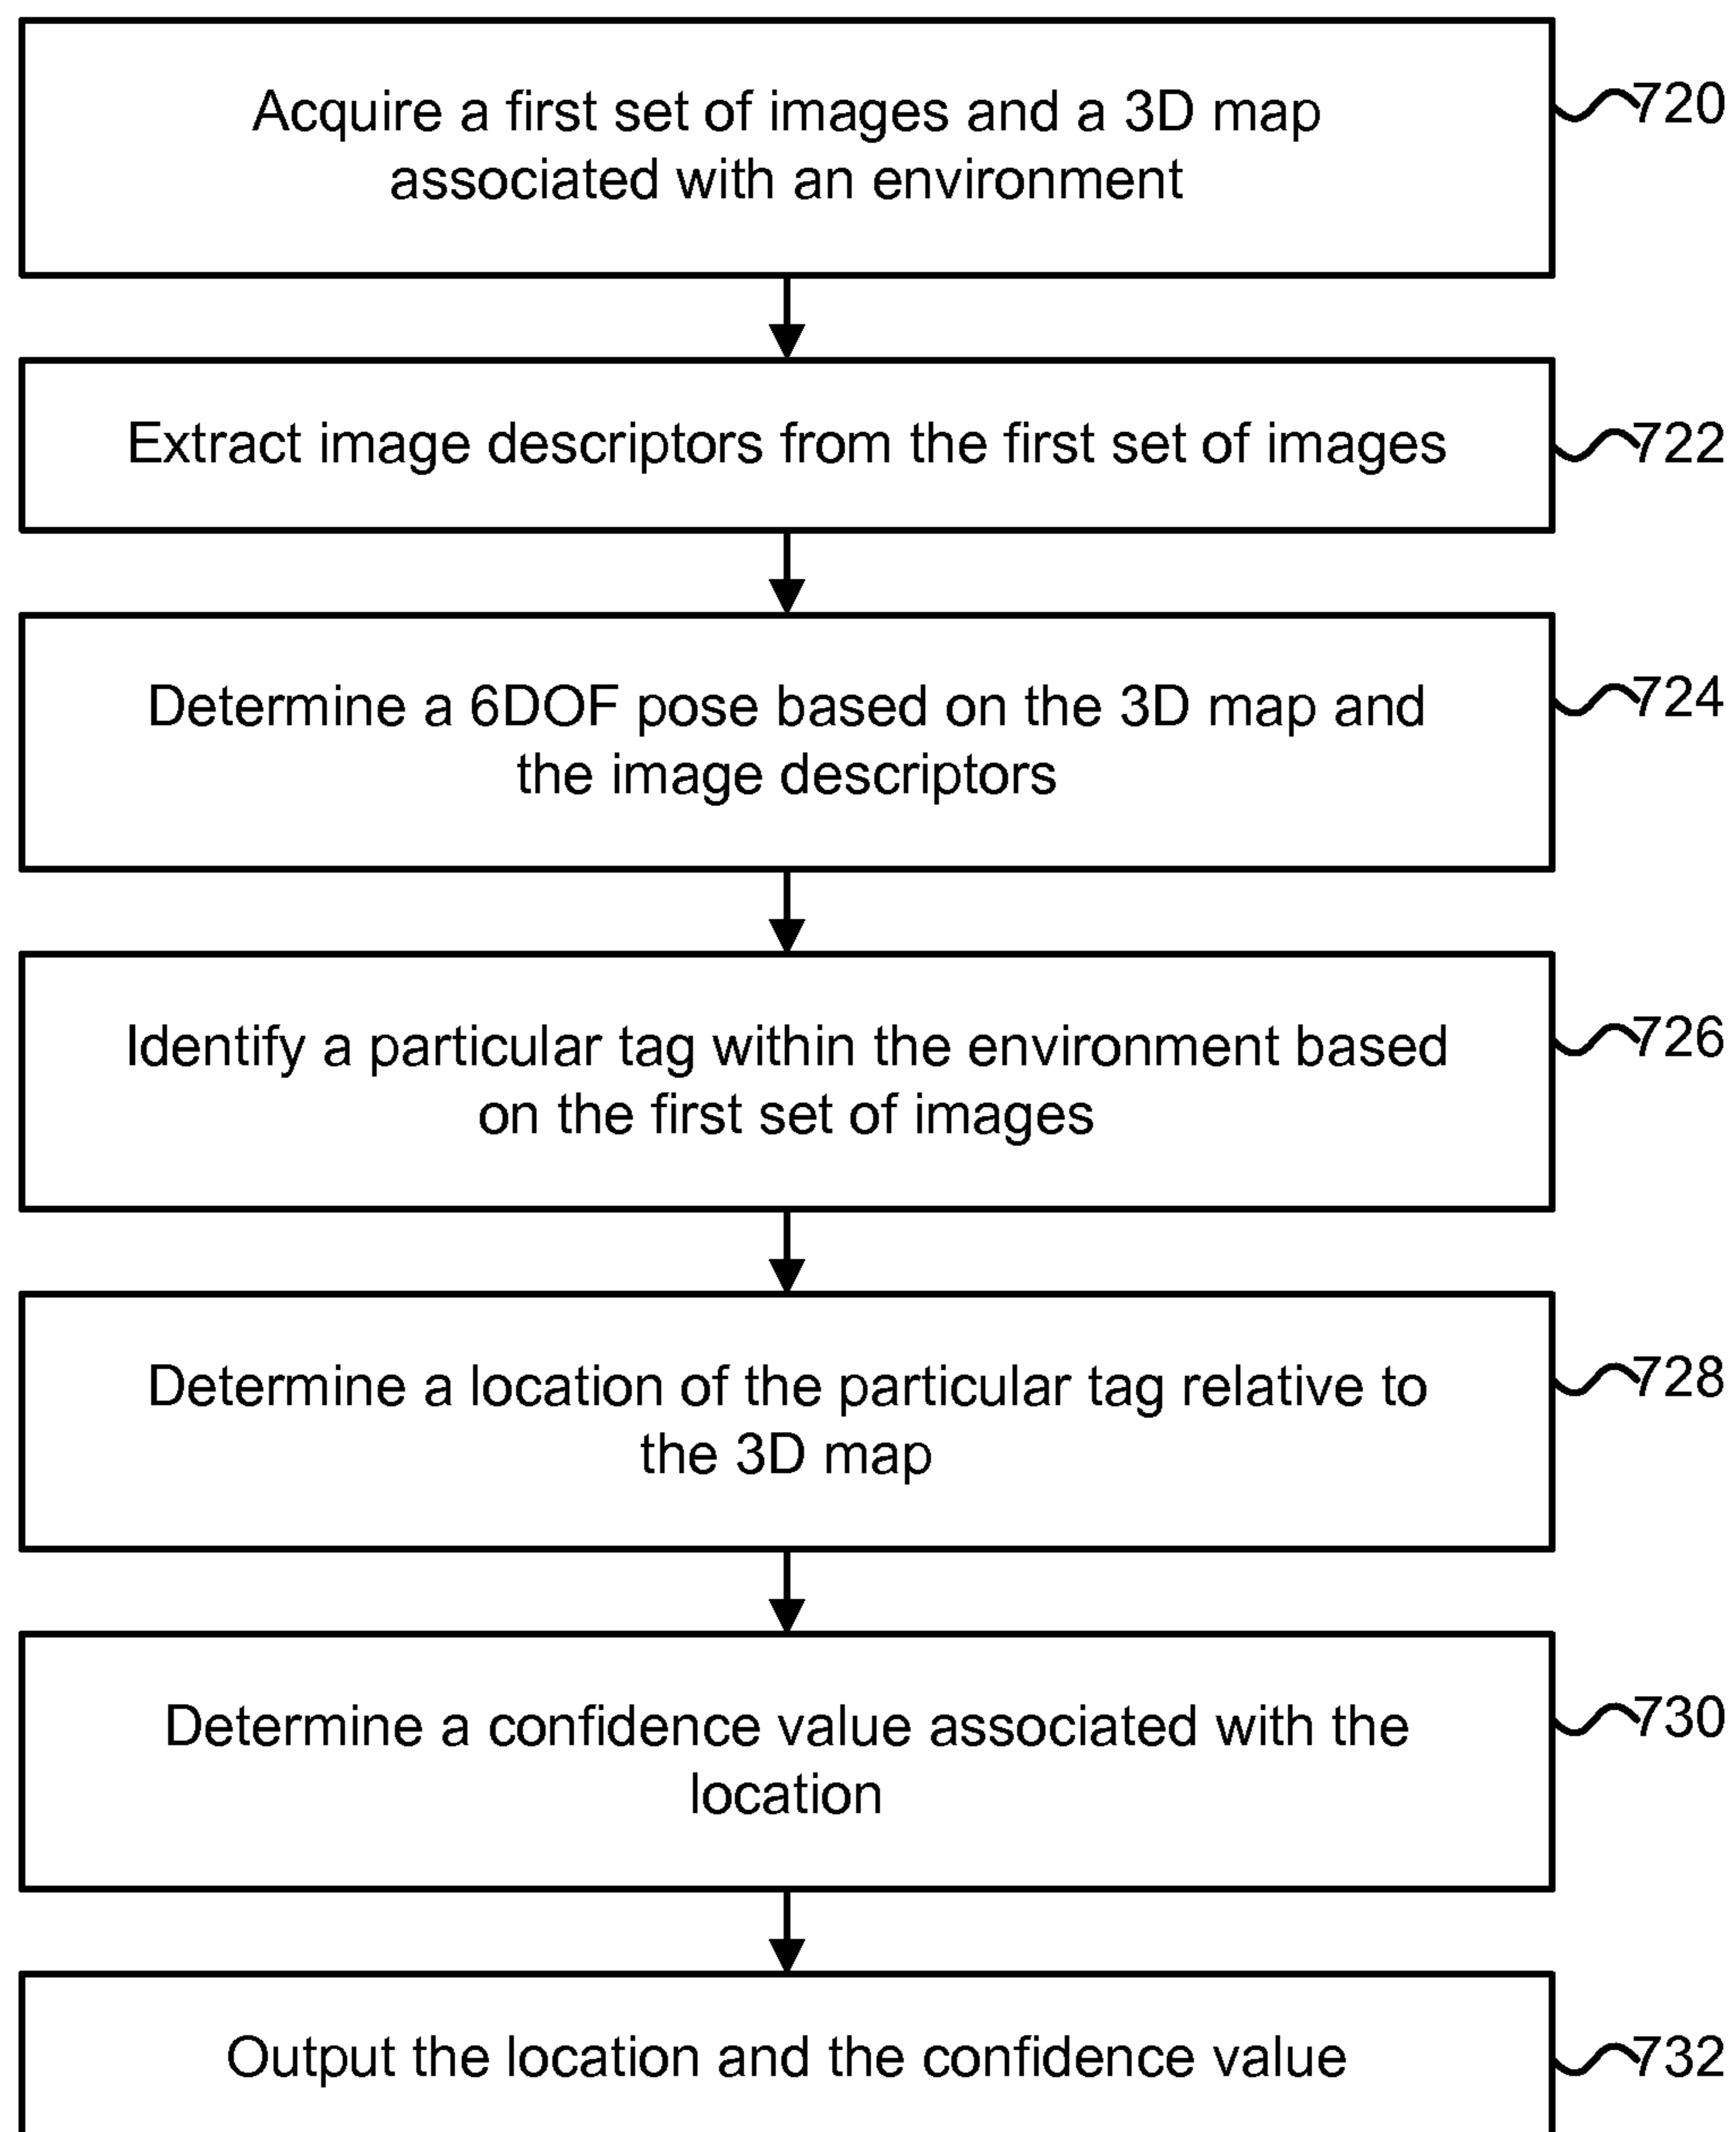 Acquire a first set of images and a 3D map
associated with an environment
720
Extract image descriptors from the first set of images
722
Determine a 6DOF pose based on the 3D map and
the image descriptors
724
Identify a particular tag within the environment based
on the first set of images
726
Determine a location of the particular tag relative to
the 3D map
728
Determine a confidence value associated with the
location
730
Output the location and the confidence value
732